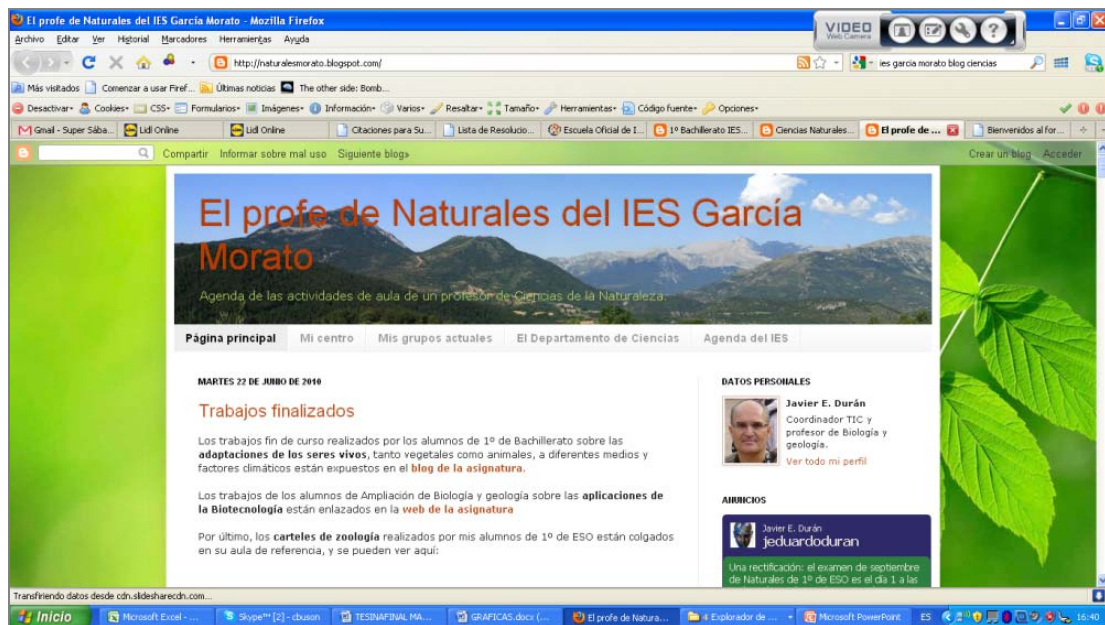 El profe de Naturales del IES García Morato - Mozilla Firefox
VIDEO
Web Camera
Archivo Editar Ver Historial Marcadores Herramientas Ayuda
http://naturalesmorato.blogspot.com/
ies garcia morato blog ciencias
Más visitados Comenzar a usar Firef... Últimas noticias The other side: Bomb...
Desactivar Cookies CSS Formularios Imágenes Información Varios Resaltar Tamaño Herramientas Código fuente Opciones
Gmail - Super Sába... Lidl Online Lidl Online Citaciones para Su... Lista de Resolucio... Escuela Oficial de I... 1º Bachillerato IES... Ciencias Naturales... El profe de ... Bienvenidos al for...
Compartir Informar sobre mal uso Siguiente blog» Crear un blog Acceder
El profe de Naturales del IES García
Morato
Agenda de las actividades de aula de un profesor de Ciencias de la Naturaleza.
Página principal Mi centro Mis grupos actuales El Departamento de Ciencias Agenda del IES
MARTES 22 DE JUNIO DE 2010
Trabajos finalizados
Los trabajos fin de curso realizados por los alumnos de 1º de Bachillerato sobre las
adaptaciones de los seres vivos, tanto vegetales como animales, a diferentes medios y
factores climáticos están expuestos en el blog de la asignatura.
Los trabajos de los alumnos de Ampliación de Biología y geología sobre las aplicaciones de
la Biotecnología están enlazados en la web de la asignatura
Por último, los carteles de zoología realizados por mis alumnos de 1º de ESO están colgados
en su aula de referencia, y se pueden ver aquí:
DATOS PERSONALES
Javier E. Durán
Coordinador TIC y
profesor de Biología y
geología.
Ver todo mi perfil
ANUNCIOS
Javier E. Durán
jeduardoduran
Una rectificación: el examen de septiembre
de Naturales de 1º de ESO es el día 1 a las
Transfiriendo datos desde cdn.slidesharecdn.com...
Inicio Microsoft Excel - ... Skype™ [2] - cbuson TESINAFINAL MA... GRAFICAS.docx (... El profe de Natura... 4 Explorador de ... Microsoft PowerPoint ES 16:40